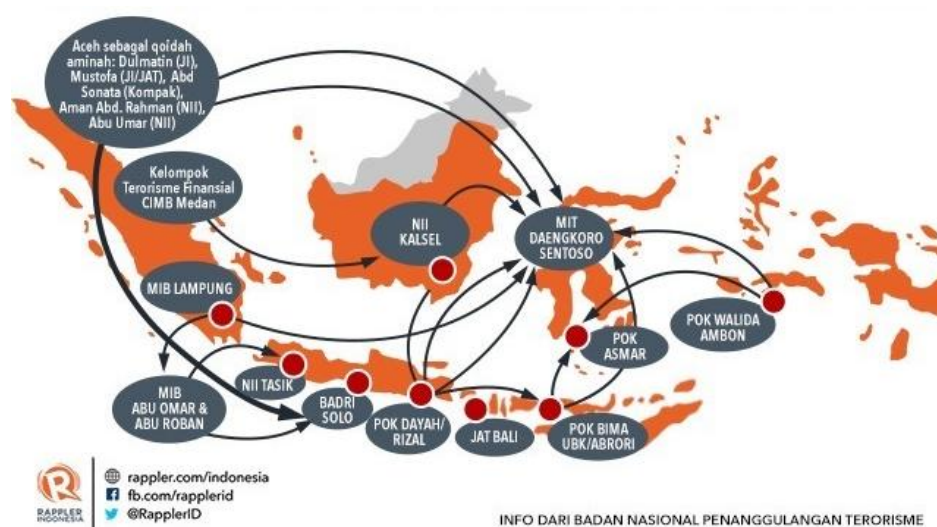 Aceh sebagai qoidah
aminah: Dulmatin (JI),
Mustofa (JI/JAT), Abd
Sonata (Kompak),
Aman Abd. Rahman (NII),
Abu Umar (NII)
Kelompok
Terorisme Finansial
CIMB Medan
NII
KALSEL
MIT
DAENGKORO
SENTOSO
MIB LAMPUNG
POK WALIDA
AMBON
POK
ASMAR
NII TASIK
MIB
ABU OMAR &
ABU ROBAN
BADRI
SOLO
POK DAYAH/
RIZAL
JAT BALI
POK BIMA
UBK/ABRORI
R
RAPPLER
INDONESIA
rappler.com/indonesia
fb.com/rapplerid
@RapplerID
INFO DARI BADAN NASIONAL PENANGGULANGAN TERORISME